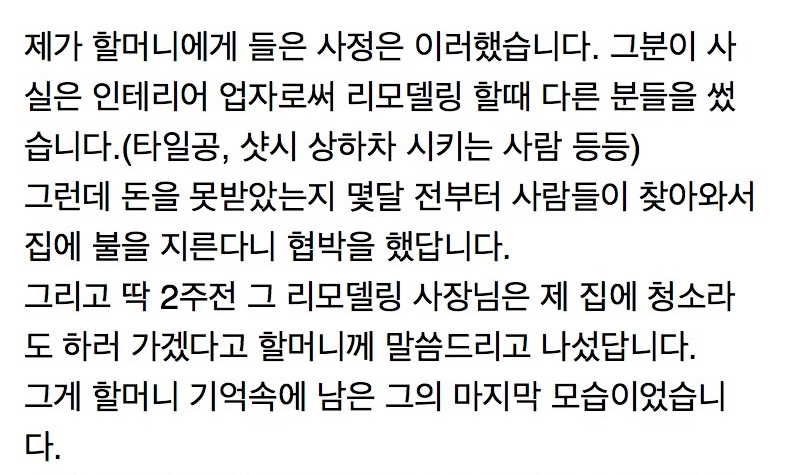 제가 할머니에게 들은 사정은 이러했습니다. 그분이 사
실은 인테리어 업자로써 리모델링 할때 다른 분들을 썼
습니다.(타일공, 샷시 상하차 시키는 사람 등등)
그런데 돈을 못받았는지 몇달 전부터 사람들이 찾아와서
집에 불을 지른다니 협박을 했답니다.
그리고 딱 2주전 그 리모델링 사장님은 제 집에 청소라
도 하러 가겠다고 할머니께 말씀드리고 나섰답니다.
그게 할머니 기억속에 남은 그의 마지막 모습이었습니
다.